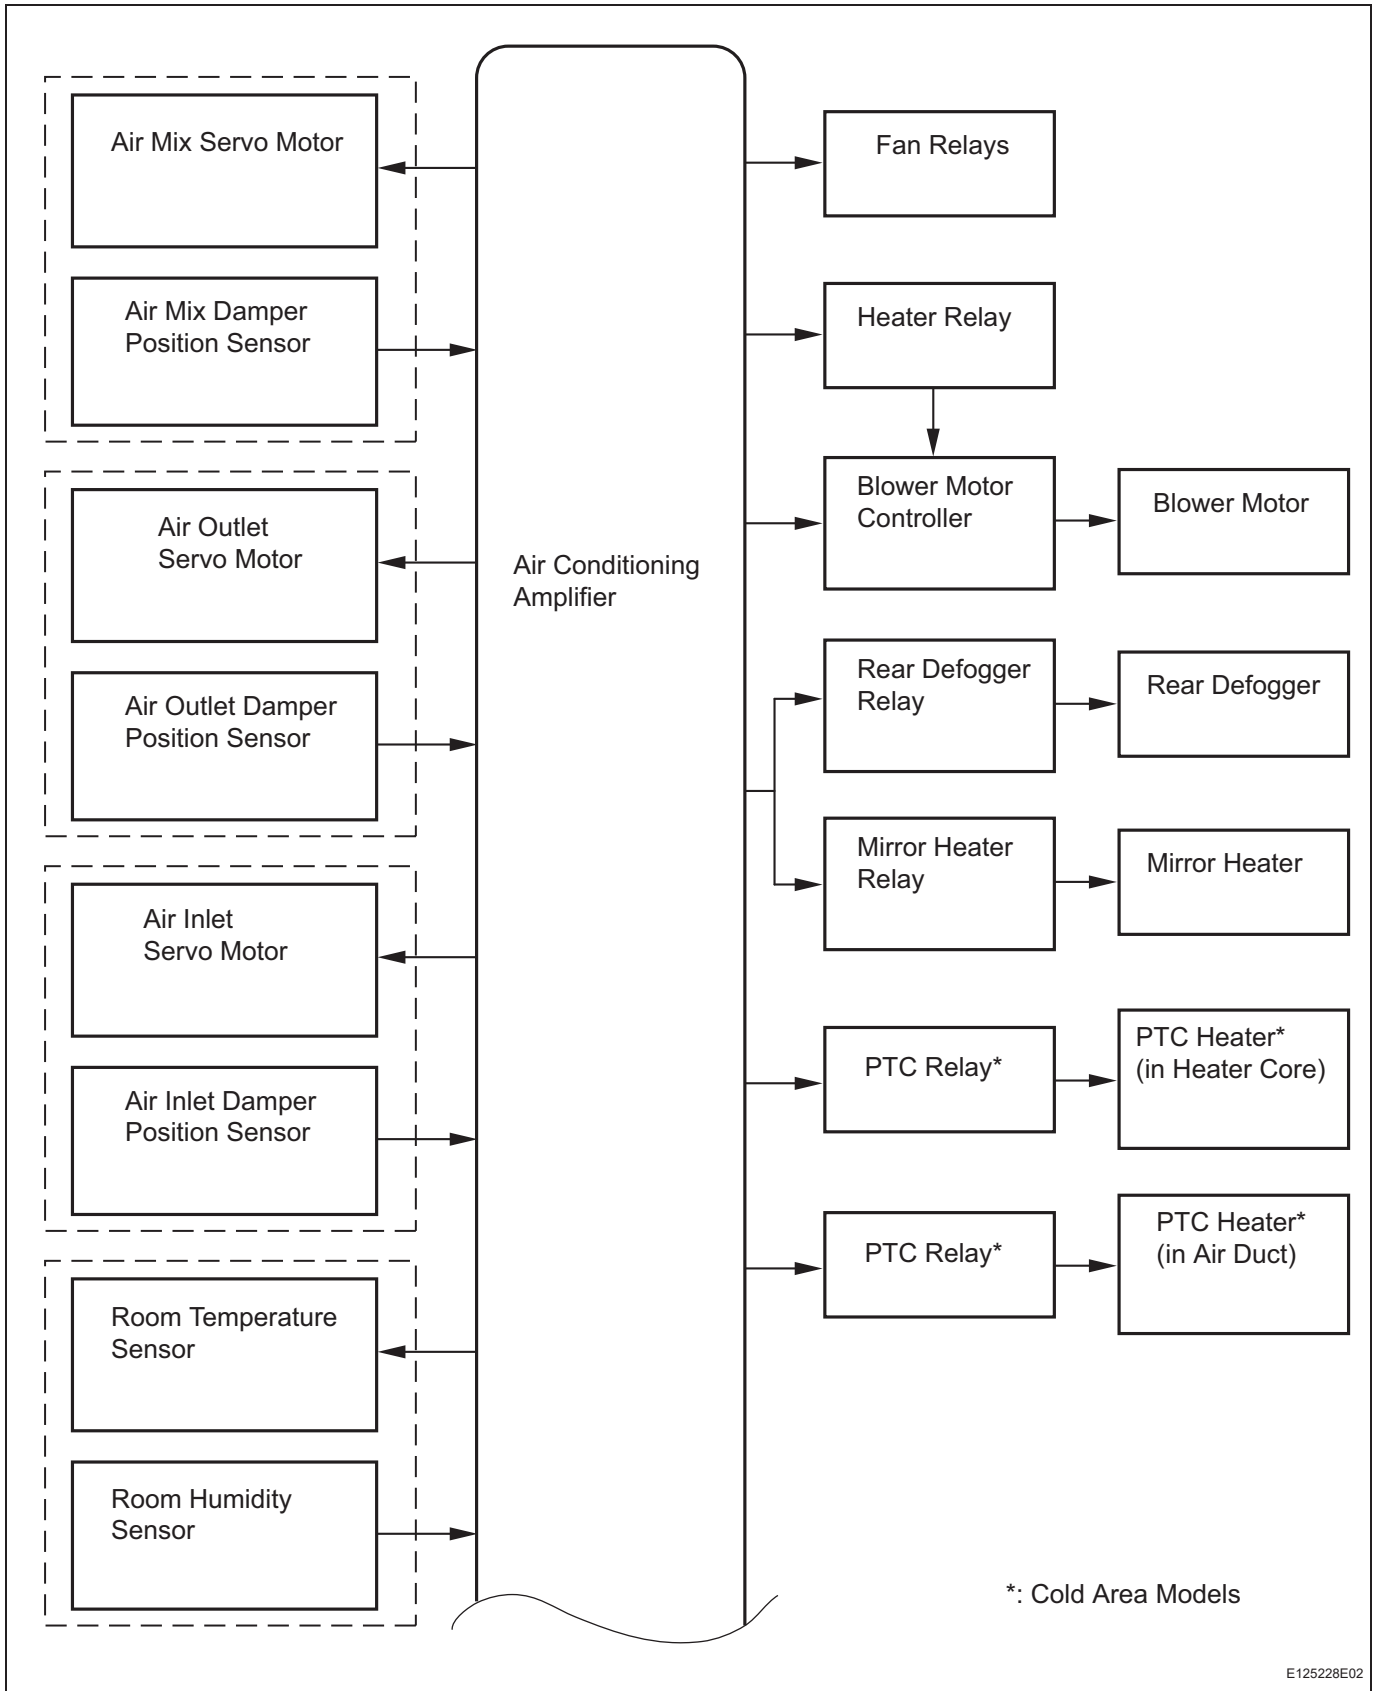 Air Mix Servo Motor
Air Mix Damper
Position Sensor
Air Outlet
Servo Motor
Air Outlet Damper
Position Sensor
Air Inlet
Servo Motor
Air Inlet Damper
Position Sensor
Room Temperature
Sensor
Room Humidity
Sensor
Air Conditioning
Amplifier
Fan Relays
Heater Relay
Blower Motor
Controller
Blower Motor
Rear Defogger
Relay
Rear Defogger
Mirror Heater
Relay
Mirror Heater
PTC Relay*
PTC Heater*
(in Heater Core)
PTC Relay*
PTC Heater*
(in Air Duct)
*: Cold Area Models
E125228E02